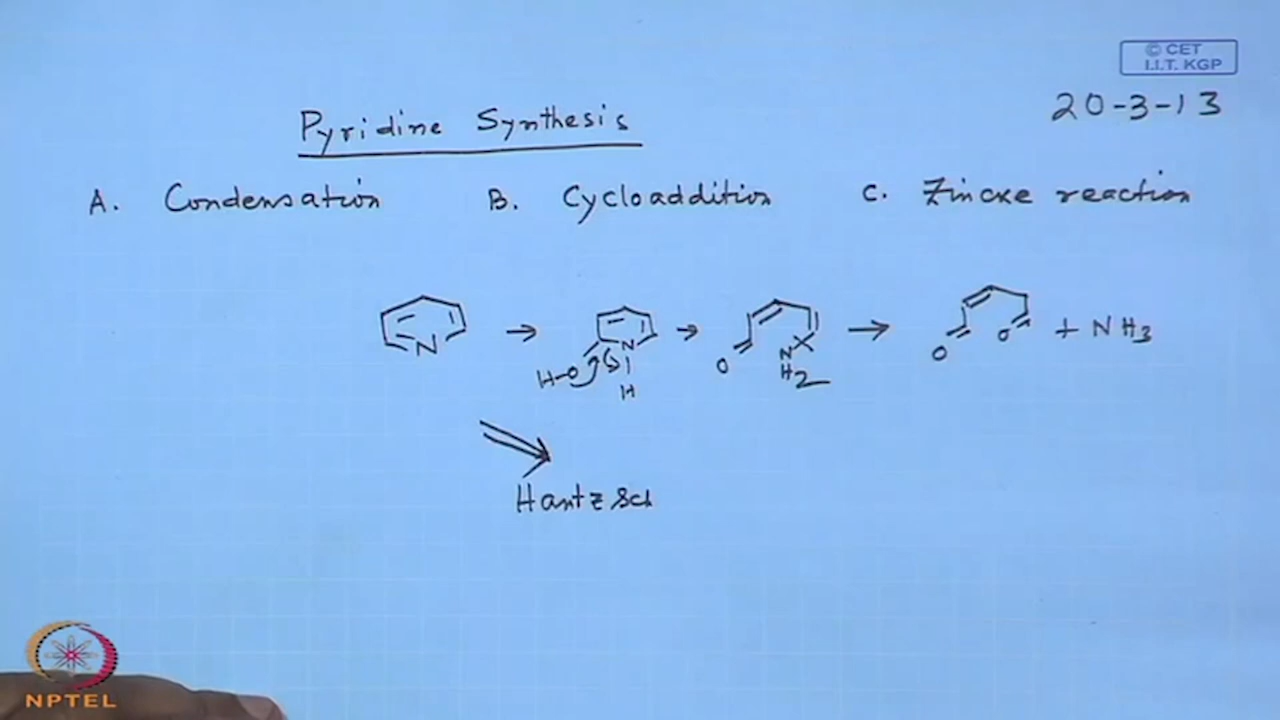 © CET
I.I.T. KGP
20-3-13
Pyridine Synthesis
A. Condensation B. Cycloaddition C. Zincke reaction
N → H-O N H → O N H2 → O O + NH3
Hantzsch
NPTEL